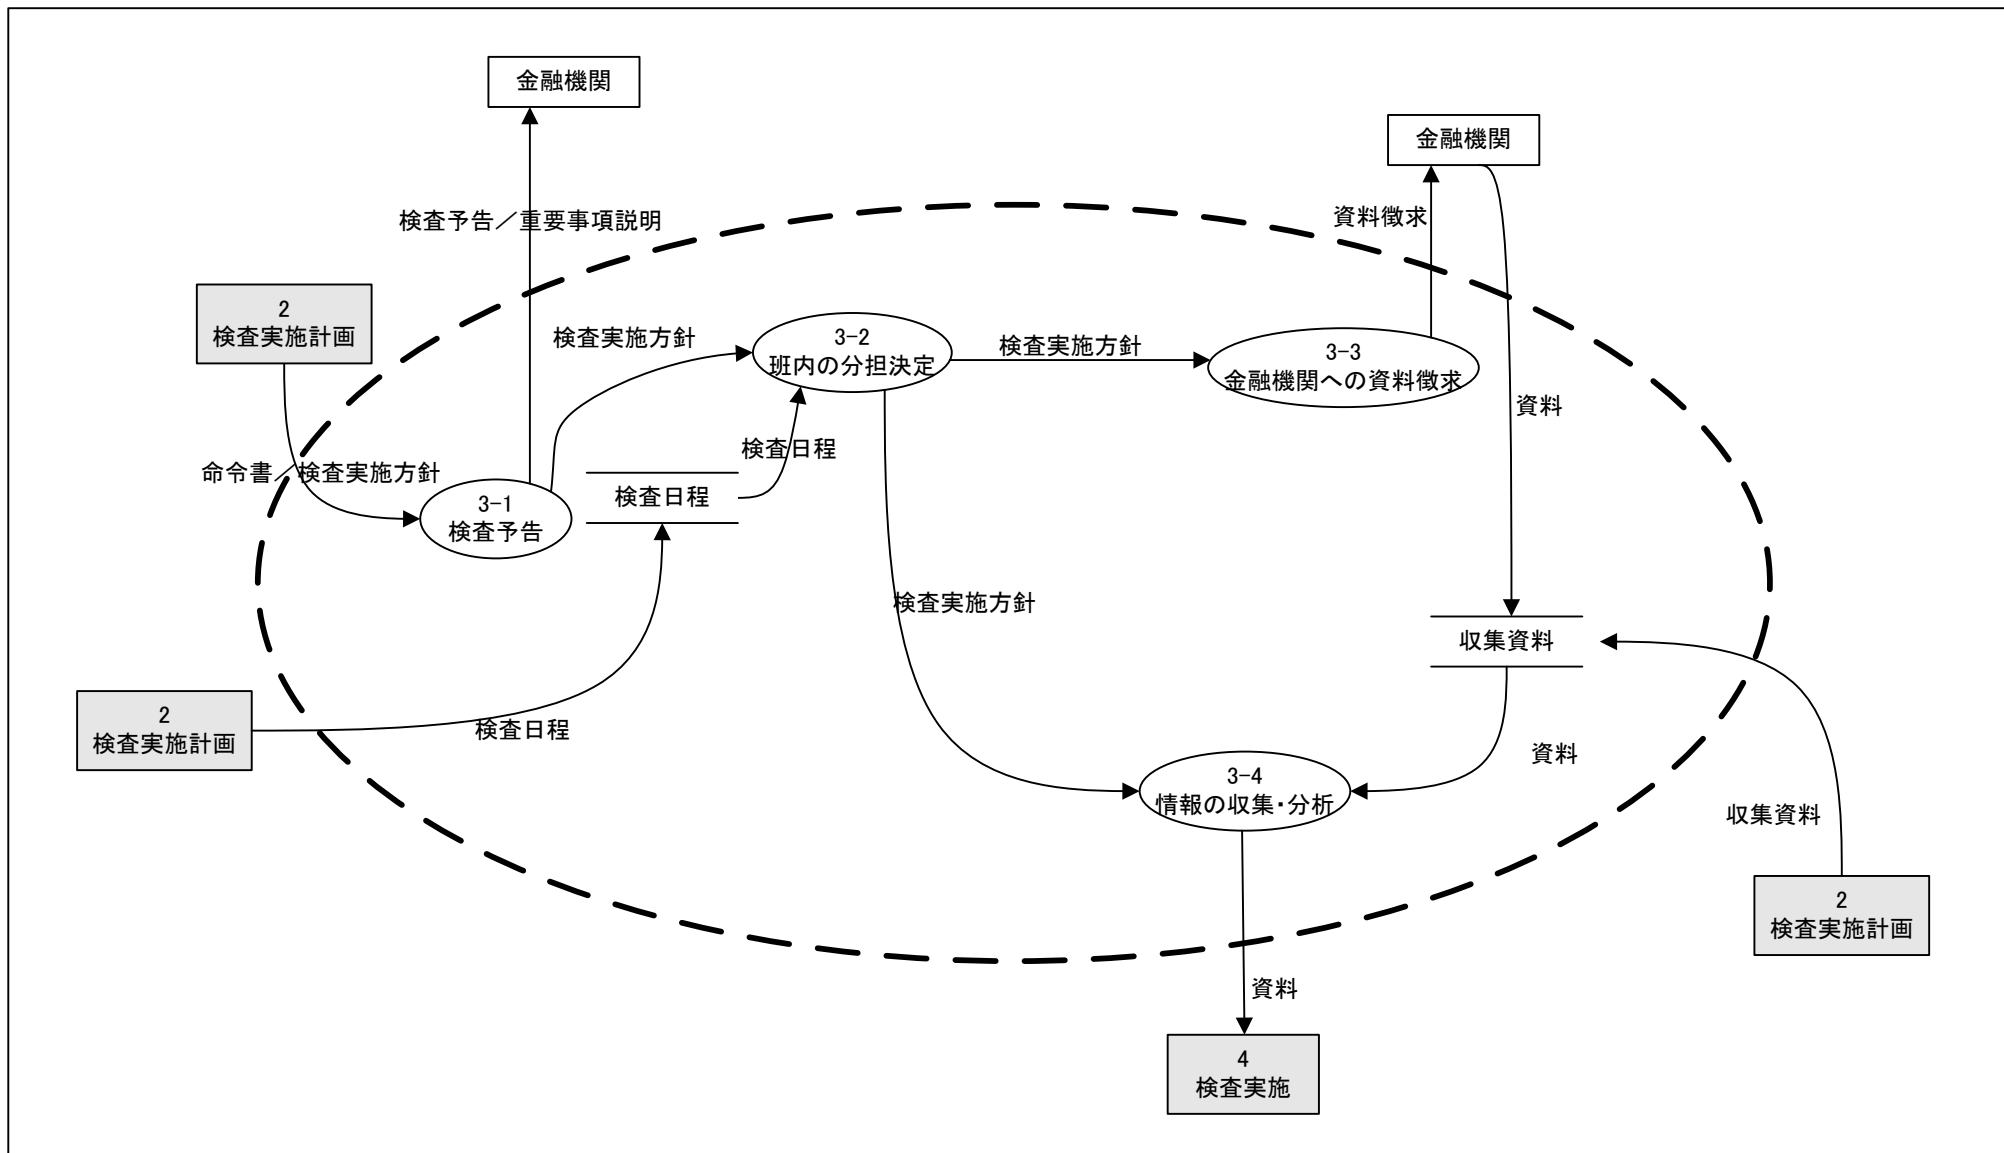 金融機関
金融機関
検査予告／重要事項説明
資料徴求
2
検査実施計画
検査実施方針
3-2
班内の分担決定
検査実施方針
3-3
金融機関への資料徴求
資料
検査日程
命令書／検査実施方針
3-1
検査予告
検査日程
検査実施方針
収集資料
2
検査実施計画
検査日程
資料
3-4
情報の収集・分析
収集資料
2
検査実施計画
資料
4
検査実施